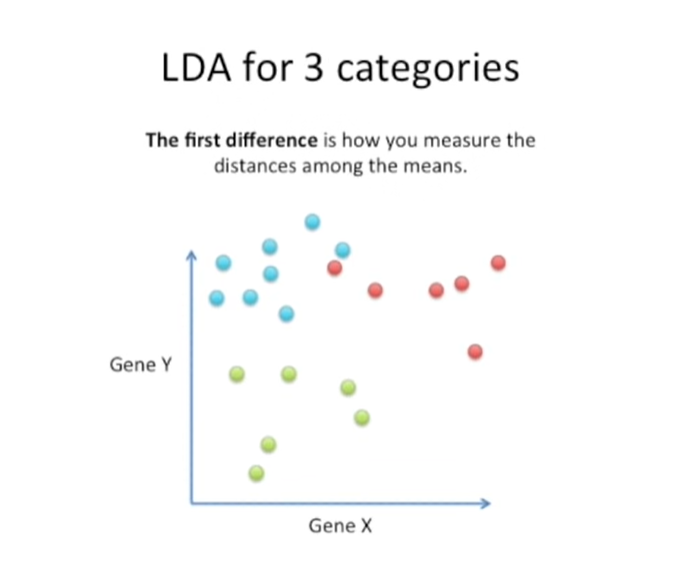 LDA for 3 categories
The first difference is how you measure the
distances among the means.
Gene Y
Gene X